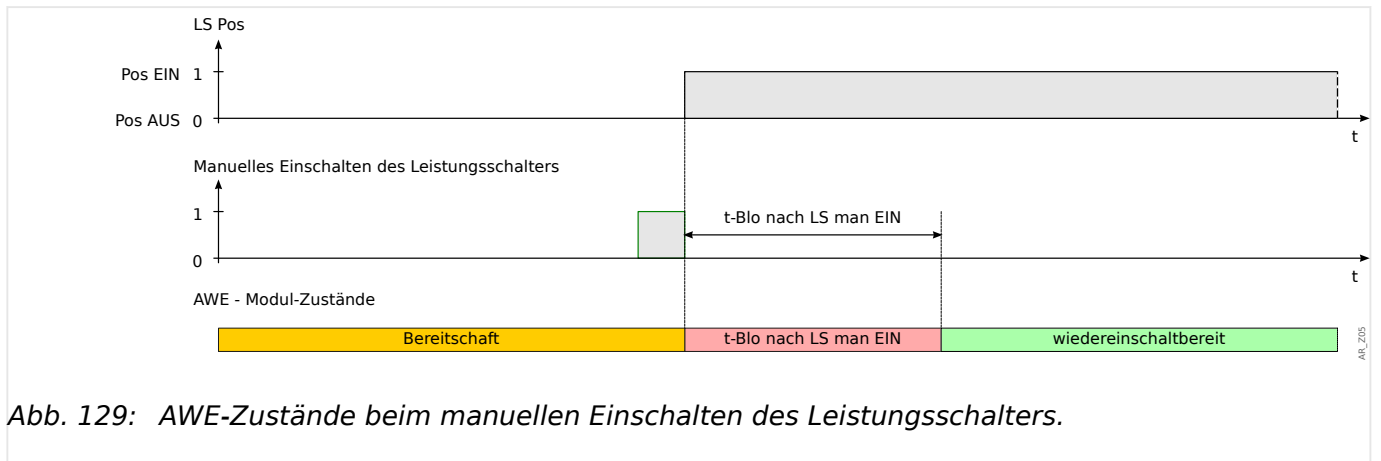 LS Pos
Pos EIN 1
Pos AUS 0
t
Manuelles Einschalten des Leistungsschalters
1
t-Blo nach LS man EIN
0
t
AWE - Modul-Zustände
Bereitschaft t-Blo nach LS man EIN wiedereinschaltbereit
AR_Z05
Abb. 129: AWE-Zustände beim manuellen Einschalten des Leistungsschalters.